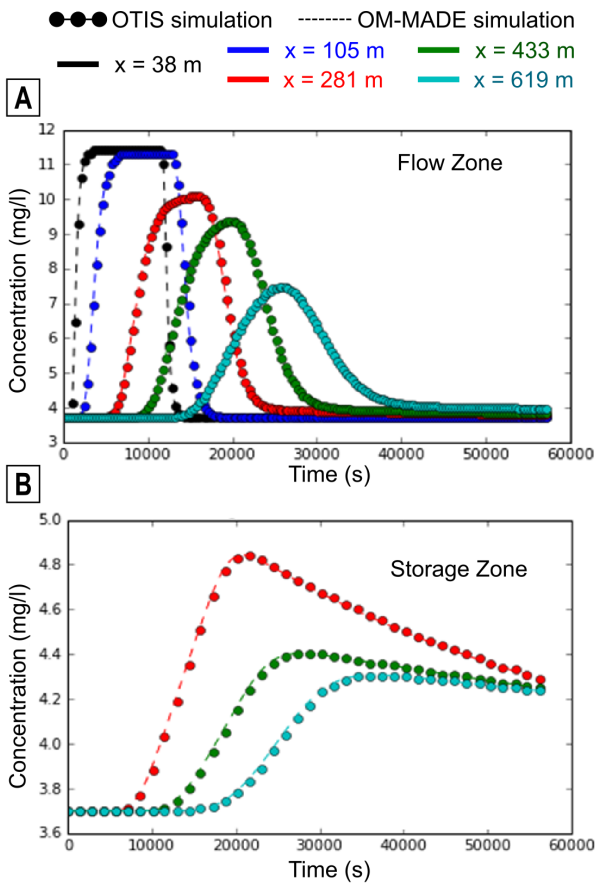 OTIS simulation OM-MADE simulation
x = 38 m x = 105 m x = 433 m
x = 281 m x = 619 m
A
12
11
10
9
8
7
6
5
4
3
Concentration (mg/l)
Flow Zone
0 10000 20000 30000 40000 50000 60000
Time (s)
B
5.0
4.8
4.6
4.4
4.2
4.0
3.8
3.6
Concentration (mg/l)
Storage Zone
0 10000 20000 30000 40000 50000 60000
Time (s)